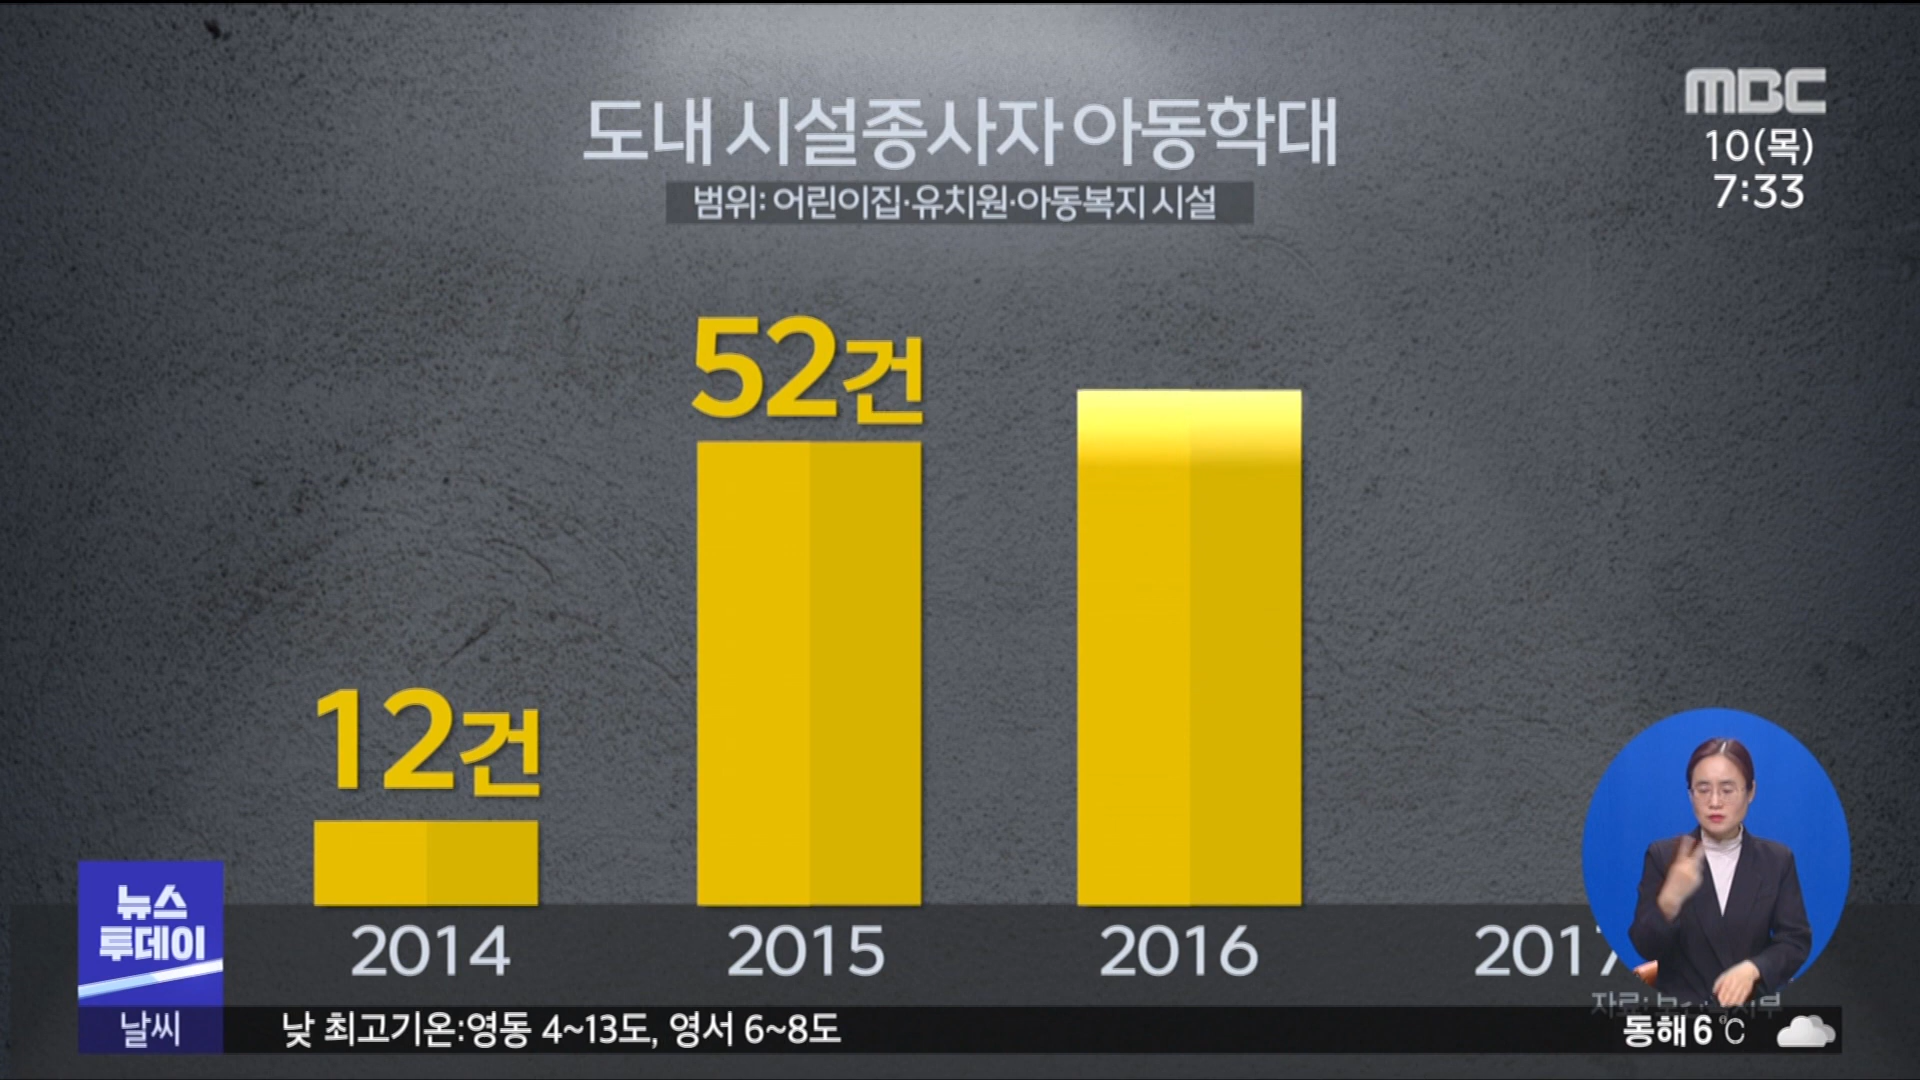 MBC
10(목)
7:33
도내 시설종사자 아동학대
범위: 어린이집·유치원·아동복지 시설
12건
52건
2014
2015
2016
2017
자료:
뉴스
투데이
날씨
낮 최고기온:영동 4~13도, 영서 6~8도
동해 6℃